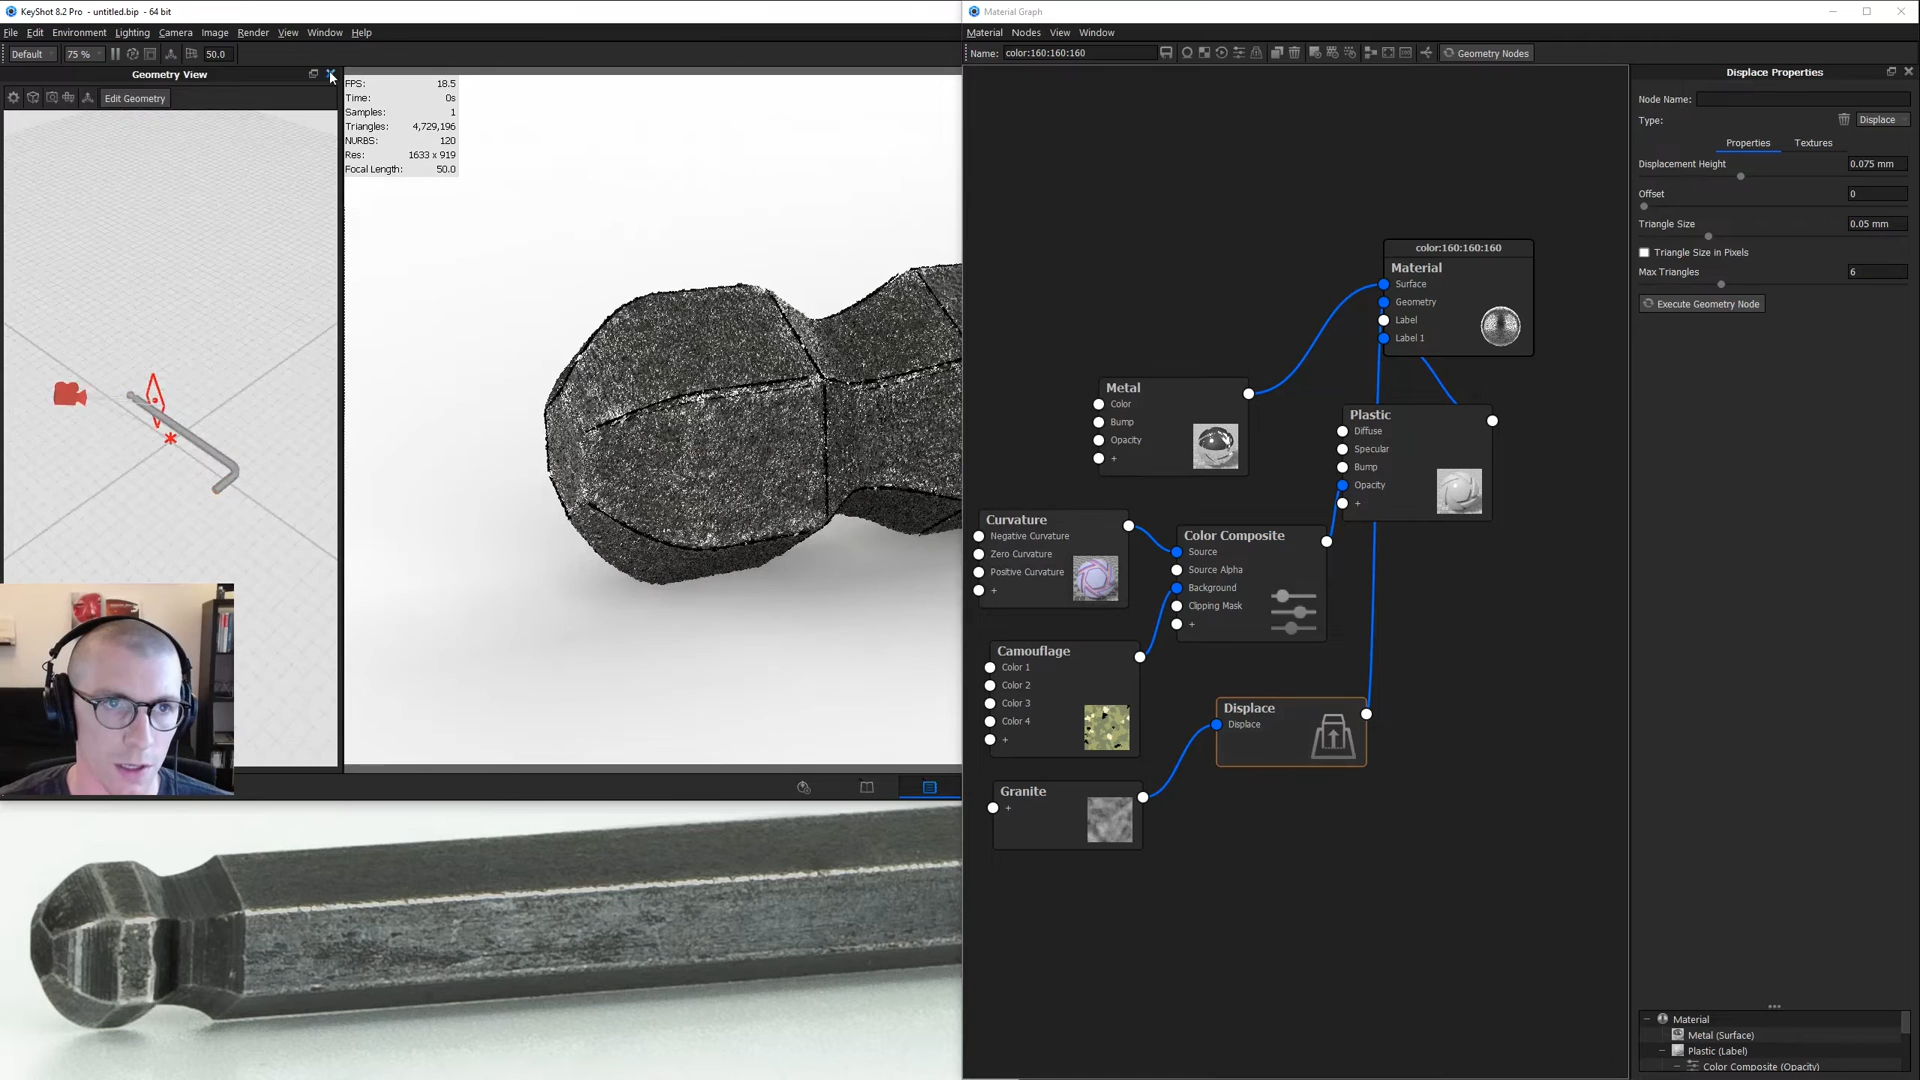 KeyShot 8.2 Pro - untitled.bip - 64 bit
File Edit Environment Lighting Camera Image Render View Window Help
Default 75 % 50.0
Geometry View
Edit Geometry
FPS: 18.5
Time: 0s
Samples: 1
Triangles: 4,729,196
NURBS: 120
Res: 1633 x 919
Focal Length: 50.0
Material Graph
Material Nodes View Window
Name: color:160:160:160 Geometry Nodes
color:160:160:160
Material
Surface
Geometry
Label
Label 1
Metal
Color
Bump
Opacity
+
Plastic
Diffuse
Specular
Bump
Opacity
+
Curvature
Negative Curvature
Zero Curvature
Positive Curvature
+
Color Composite
Source
Source Alpha
Background
Clipping Mask
+
Camouflage
Color 1
Color 2
Color 3
Color 4
+
Displace
Displace
Granite
+
Displace Properties
Node Name:
Type: Displace
Properties Textures
Displacement Height 0.075 mm
Offset 0
Triangle Size 0.05 mm
Triangle Size in Pixels
Max Triangles 6
Execute Geometry Node
Material
Metal (Surface)
Plastic (Label)
Color Composite (Opacity)